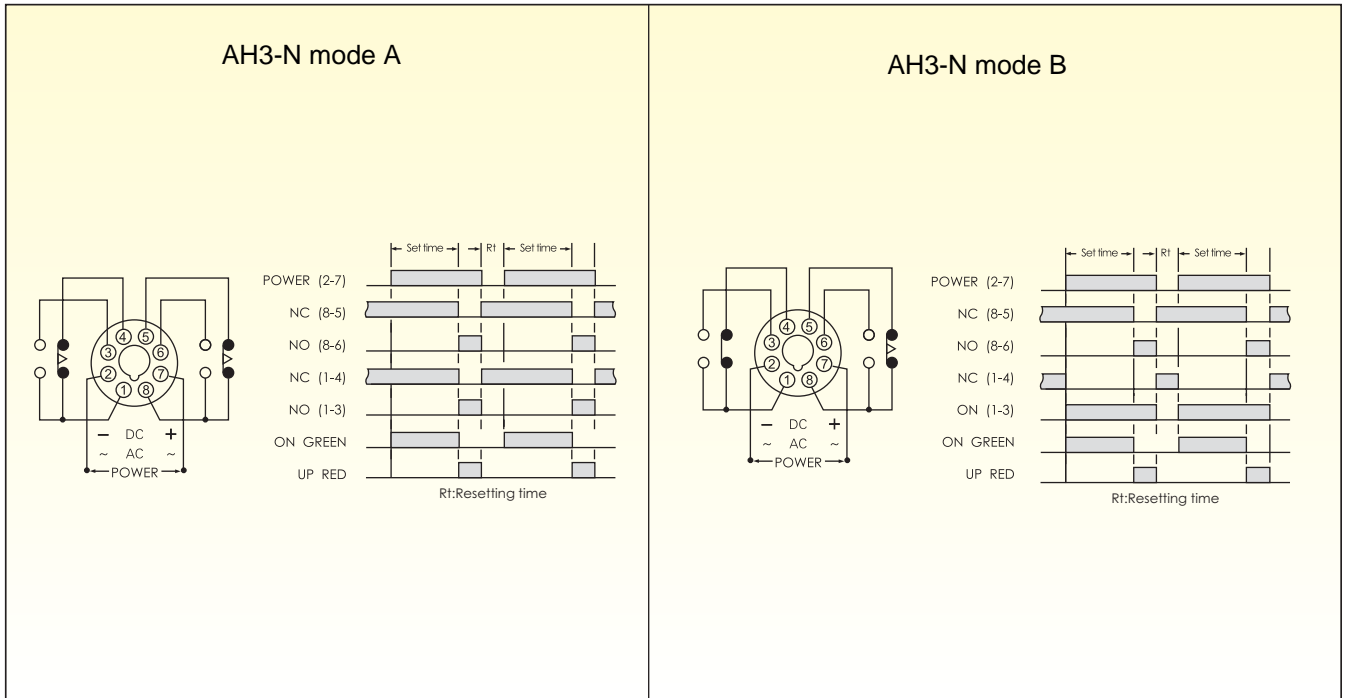 AH3-N mode A
Set time Rt Set time
POWER (2-7)
NC (8-5)
NO (8-6)
NC (1-4)
NO (1-3)
ON GREEN
UP RED
Rt:Resetting time
4 5
3 6
2 7
1 8
− DC +
~ AC ~
POWER
AH3-N mode B
Set time Rt Set time
POWER (2-7)
NC (8-5)
NO (8-6)
NC (1-4)
ON (1-3)
ON GREEN
UP RED
Rt:Resetting time
4 5
3 6
2 7
1 8
− DC +
~ AC ~
POWER